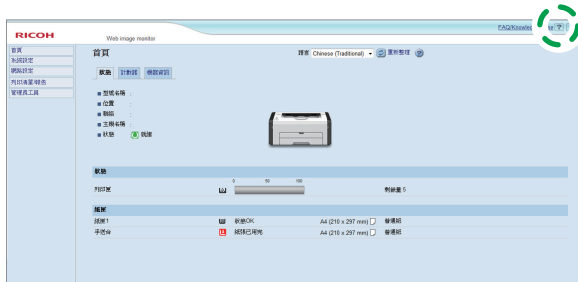 RICOH
Web image monitor
FAQ/Knowledge
?
首頁
系統設定
網路設定
列印清單/報告
管理員工具
首頁
語言 Chinese (Traditional) 重新整理
狀態 計數器 機器資訊
型號名稱 :
位置 :
聯絡 :
主機名稱 :
狀態 : 就緒
狀態
0 50 100
列印匣 剩餘量 5
紙匣
紙匣1 狀態OK A4 (210 x 297 mm) 普通紙
手送台 紙張已用完 A4 (210 x 297 mm) 普通紙